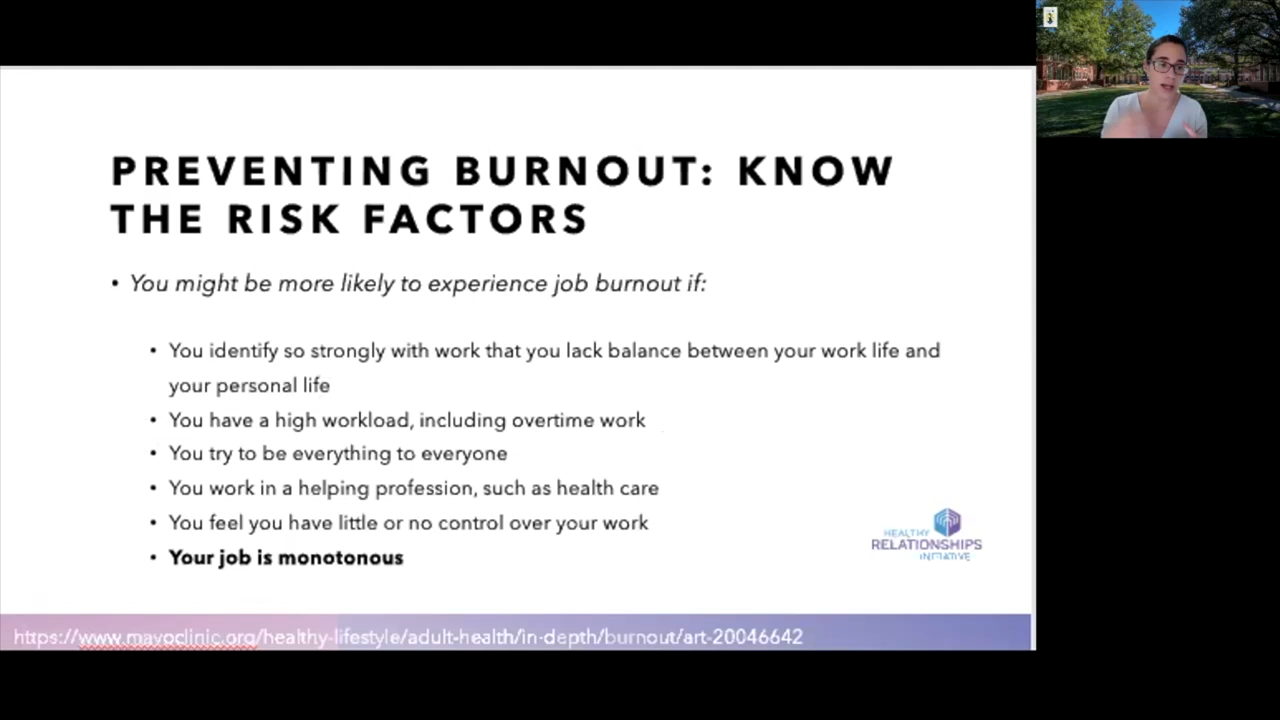 PREVENTING BURNOUT: KNOW
THE RISK FACTORS
• You might be more likely to experience job burnout if:
• You identify so strongly with work that you lack balance between your work life and
your personal life
• You have a high workload, including overtime work
• You try to be everything to everyone
• You work in a helping profession, such as health care
• You feel you have little or no control over your work
• Your job is monotonous
HEALTHY
RELATIONSHIPS
INITIATIVE
https://www.mayoclinic.org/healthy-lifestyle/adult-health/in-depth/burnout/art-20046642